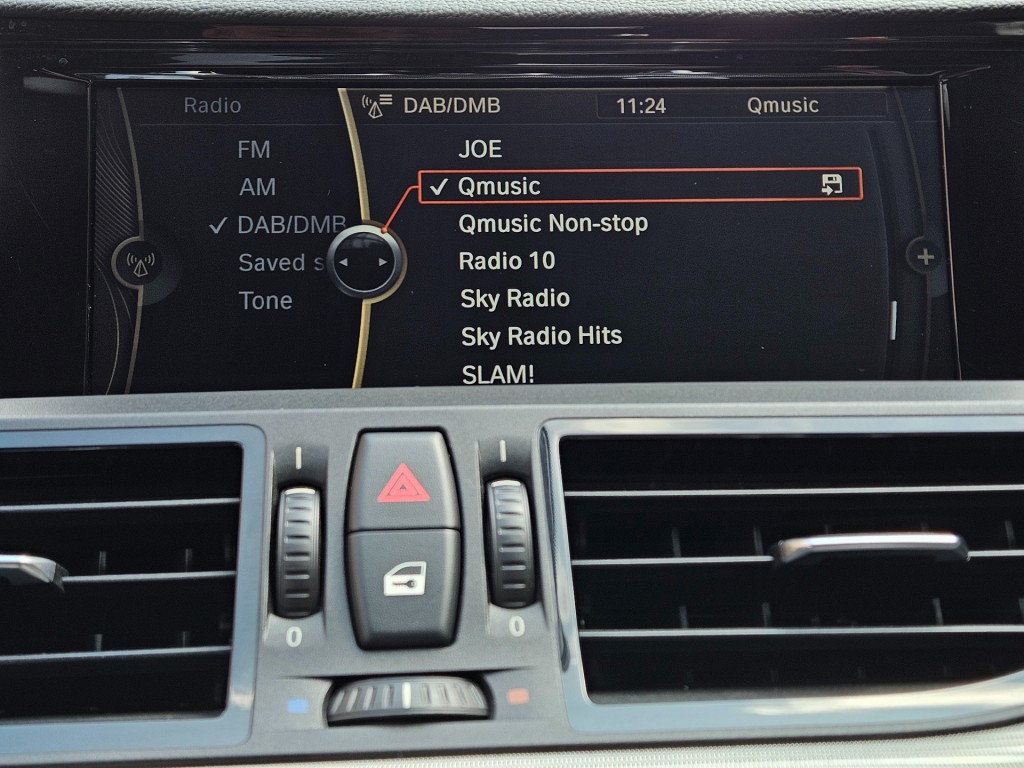 Radio
DAB/DMB 11:24 Qmusic
FM
AM
DAB/DMB
Saved s
Tone
JOE
Qmusic
Qmusic Non-stop
Radio 10
Sky Radio
Sky Radio Hits
SLAM!
0
0